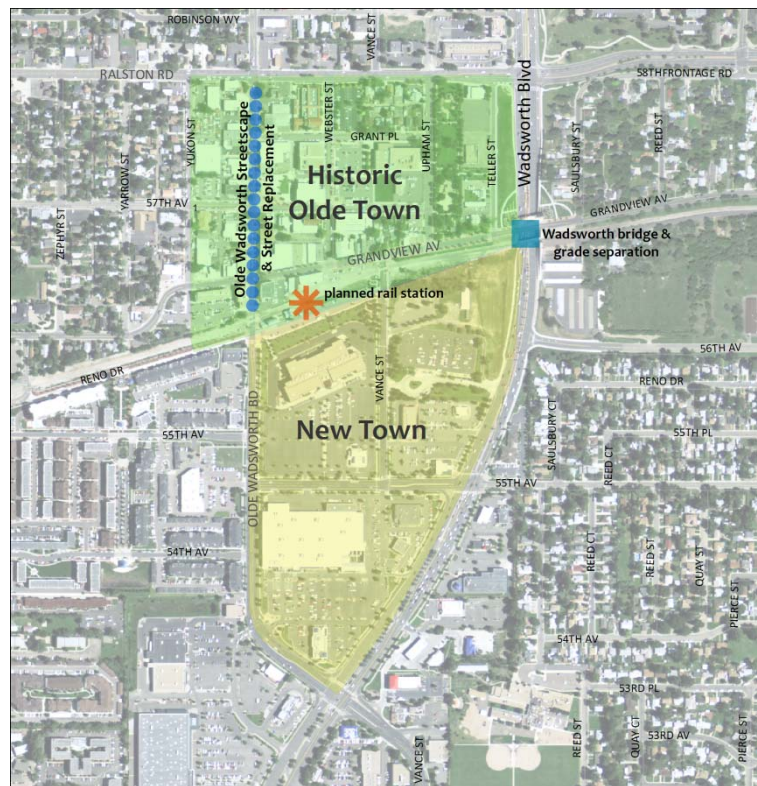 ROBINSON WY
VANCE ST
RALSTON RD
58THFRONTAGE RD
Wadsworth Blvd
YUKON ST
WEBSTER ST
GRANT PL
UPHAM ST
TELLER ST
SAULSBURY ST
REED ST
YARROW ST
Olde Wadsworth Streetscape
& Street Replacement
Historic
Olde Town
57TH AV
ZEPHYR ST
GRANDVIEW AV
GRANDVIEW AV
Wadsworth bridge &
grade separation
planned rail station
56TH AV
RENO DR
VANCE ST
RENO DR
OLDE WADSWORTH BD
New Town
55TH AV
SAULSBURY CT
55TH PL
REED CT
55TH AV
54TH AV
REED CT
REED ST
QUAY ST
PIERCE ST
54TH AV
53RD PL
REED ST
QUAY CT
53RD AV
PIERCE ST
VANCE ST